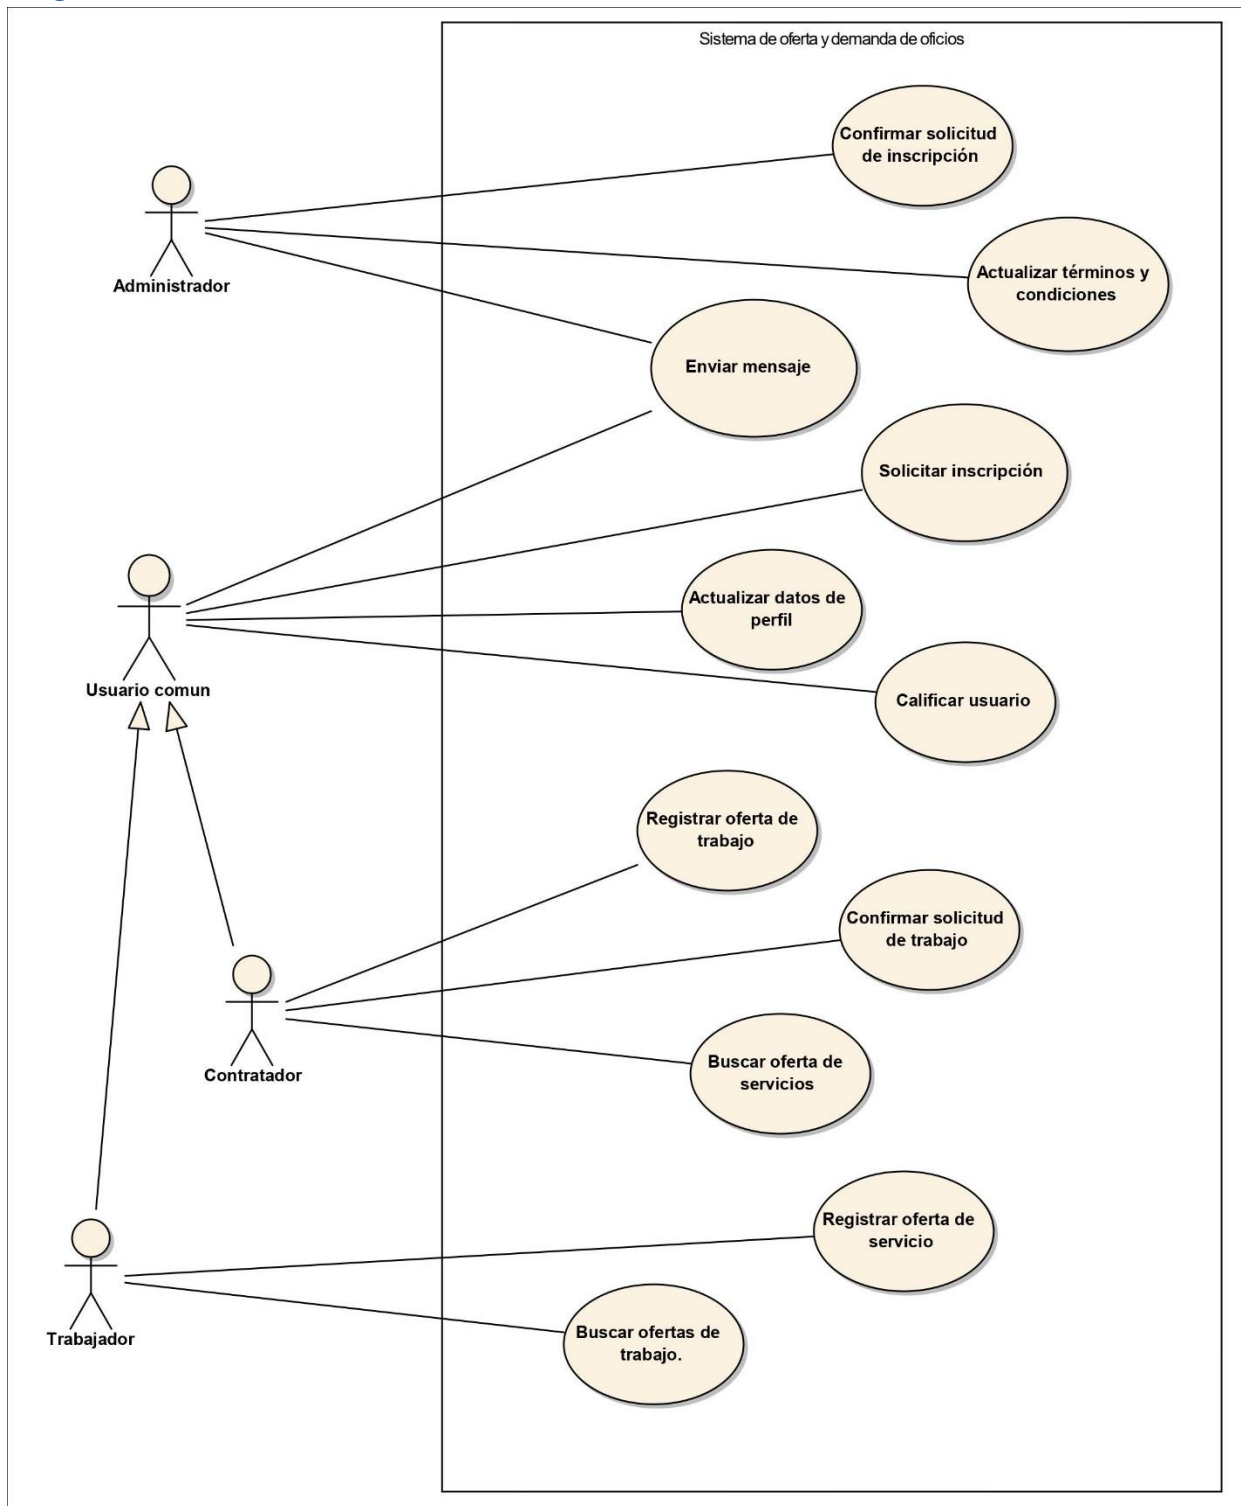 Sistema de oferta y demanda de oficios
Confirmar solicitud
de inscripción
Administrador
Actualizar términos y
condiciones
Enviar mensaje
Solicitar inscripción
Actualizar datos de
perfil
Usuario comun
Calificar usuario
Registrar oferta de
trabajo
Confirmar solicitud
de trabajo
Contratador
Buscar oferta de
servicios
Registrar oferta de
servicio
Trabajador
Buscar ofertas de
trabajo.